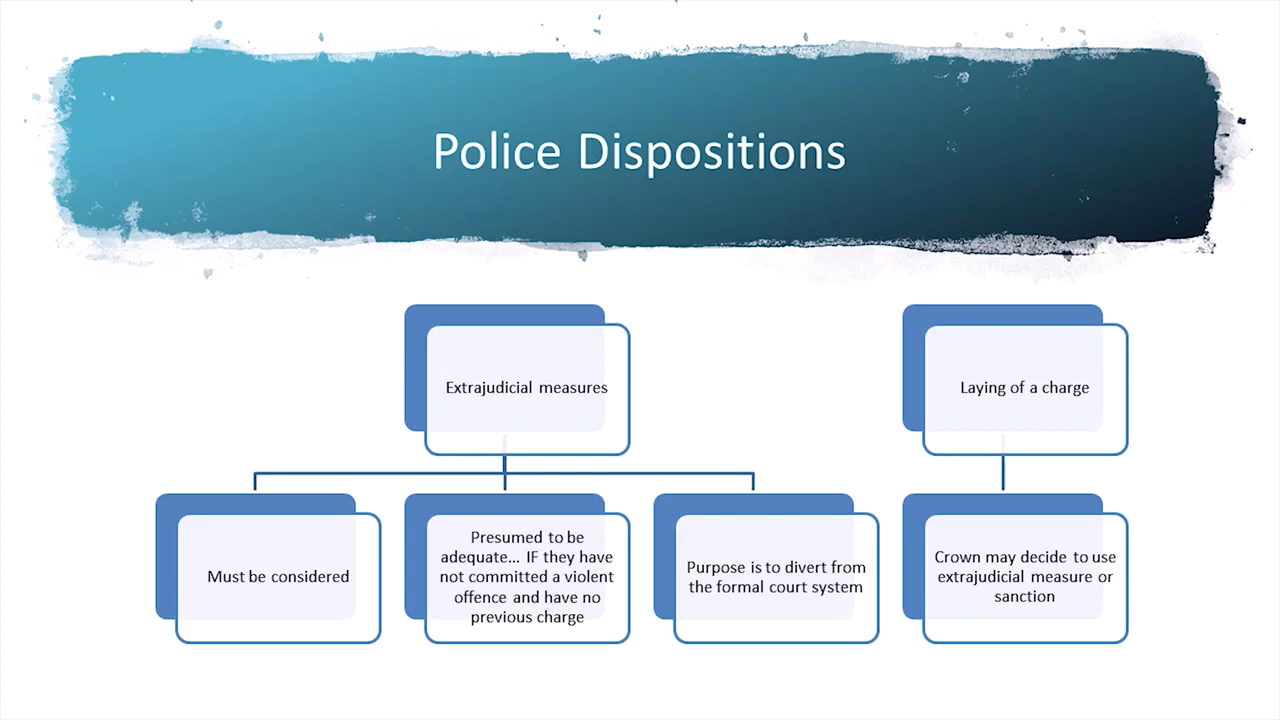 Police Dispositions
Extrajudicial measures
Laying of a charge
Must be considered
Presumed to be
adequate... IF they have
not committed a violent
offence and have no
previous charge
Purpose is to divert from
the formal court system
Crown may decide to use
extrajudicial measure or
sanction